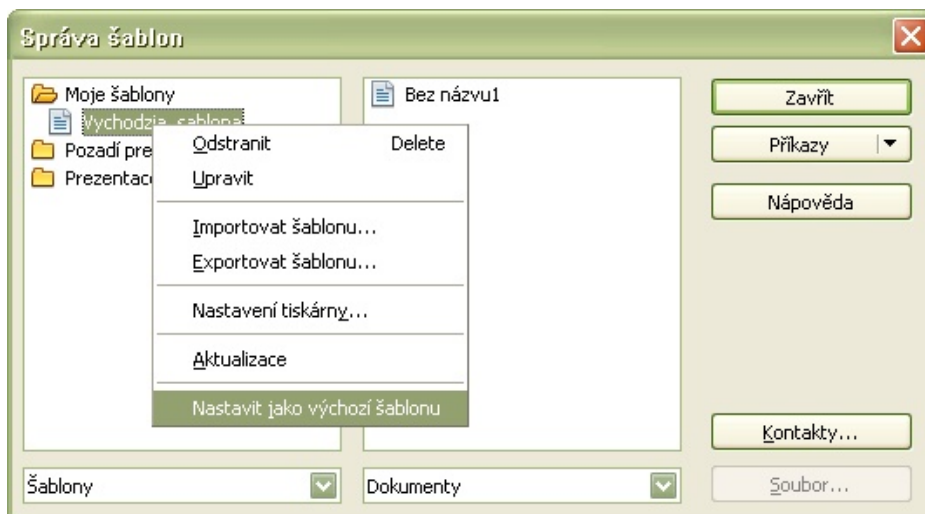 Správa šablon
Moje šablony
Vychodzia_sablona
Pozadí pre
Prezentac
Bez názvu1
Odstranit Delete
Upravit
Importovat šablonu...
Exportovat šablonu...
Nastavení tiskárny...
Aktualizace
Nastavit jako výchozí šablonu
Zavřít
Příkazy
Nápověda
Kontakty...
Soubor...
Šablony
Dokumenty